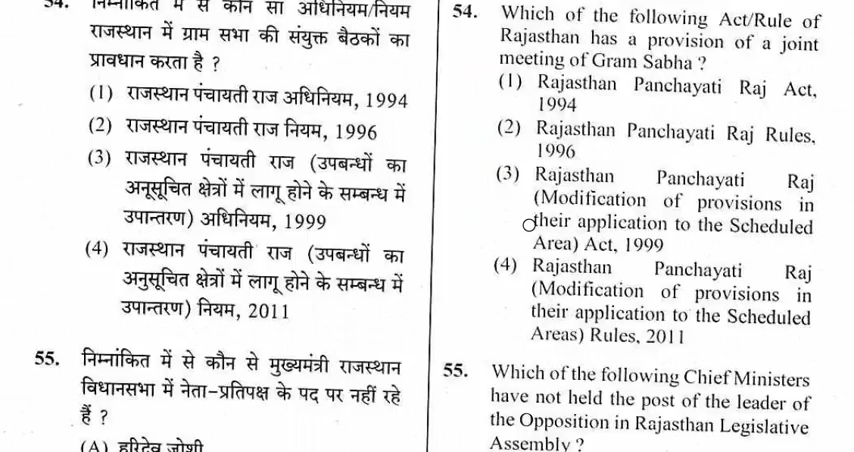 54. निम्नांकित में से कौन सा अधिनियम/नियम
राजस्थान में ग्राम सभा की संयुक्त बैठकों का
प्रावधान करता है ?
(1) राजस्थान पंचायती राज अधिनियम, 1994
(2) राजस्थान पंचायती राज नियम, 1996
(3) राजस्थान पंचायती राज (उपबन्धों का
अनूसूचित क्षेत्रों में लागू होने के सम्बन्ध में
उपान्तरण) अधिनियम, 1999
(4) राजस्थान पंचायती राज (उपबन्धों का
अनुसूचित क्षेत्रों में लागू होने के सम्बन्ध में
उपान्तरण) नियम, 2011
55. निम्नांकित में से कौन से मुख्यमंत्री राजस्थान
विधानसभा में नेता-प्रतिपक्ष के पद पर नहीं रहे
हैं ?
(A) हरिदेव जोशी
54. Which of the following Act/Rule of
Rajasthan has a provision of a joint
meeting of Gram Sabha ?
(1) Rajasthan Panchayati Raj Act,
1994
(2) Rajasthan Panchayati Raj Rules,
1996
(3) Rajasthan Panchayati Raj
(Modification of provisions in
their application to the Scheduled
Area) Act, 1999
(4) Rajasthan Panchayati Raj
(Modification of provisions in
their application to the Scheduled
Areas) Rules, 2011
55. Which of the following Chief Ministers
have not held the post of the leader of
the Opposition in Rajasthan Legislative
Assembly ?